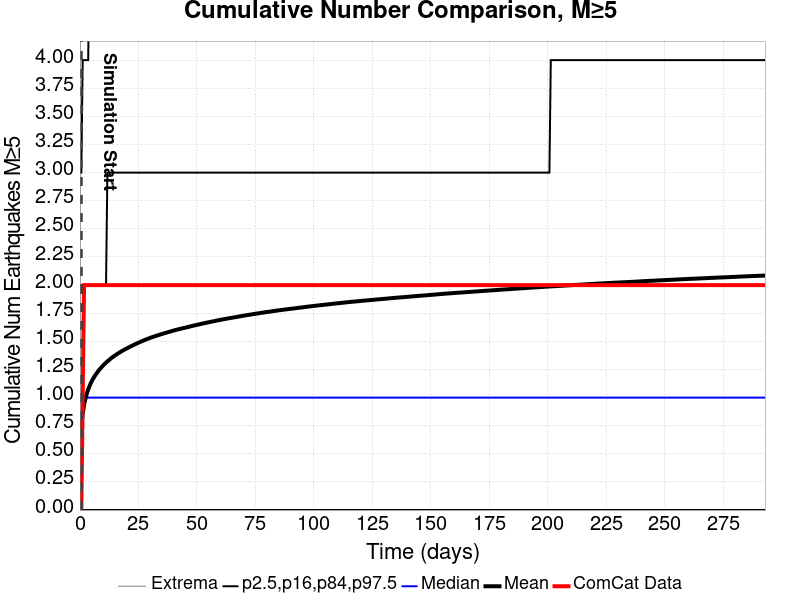 Cumulative Number Comparison, M≥5
Cumulative Num Earthquakes M≥5
4.00
3.75
3.50
3.25
3.00
2.75
2.50
2.25
2.00
1.75
1.50
1.25
1.00
0.75
0.50
0.25
0.00
Simulation Start
0 25 50 75 100 125 150 175 200 225 250 275
Time (days)
Extrema p2.5,p16,p84,p97.5 Median Mean ComCat Data